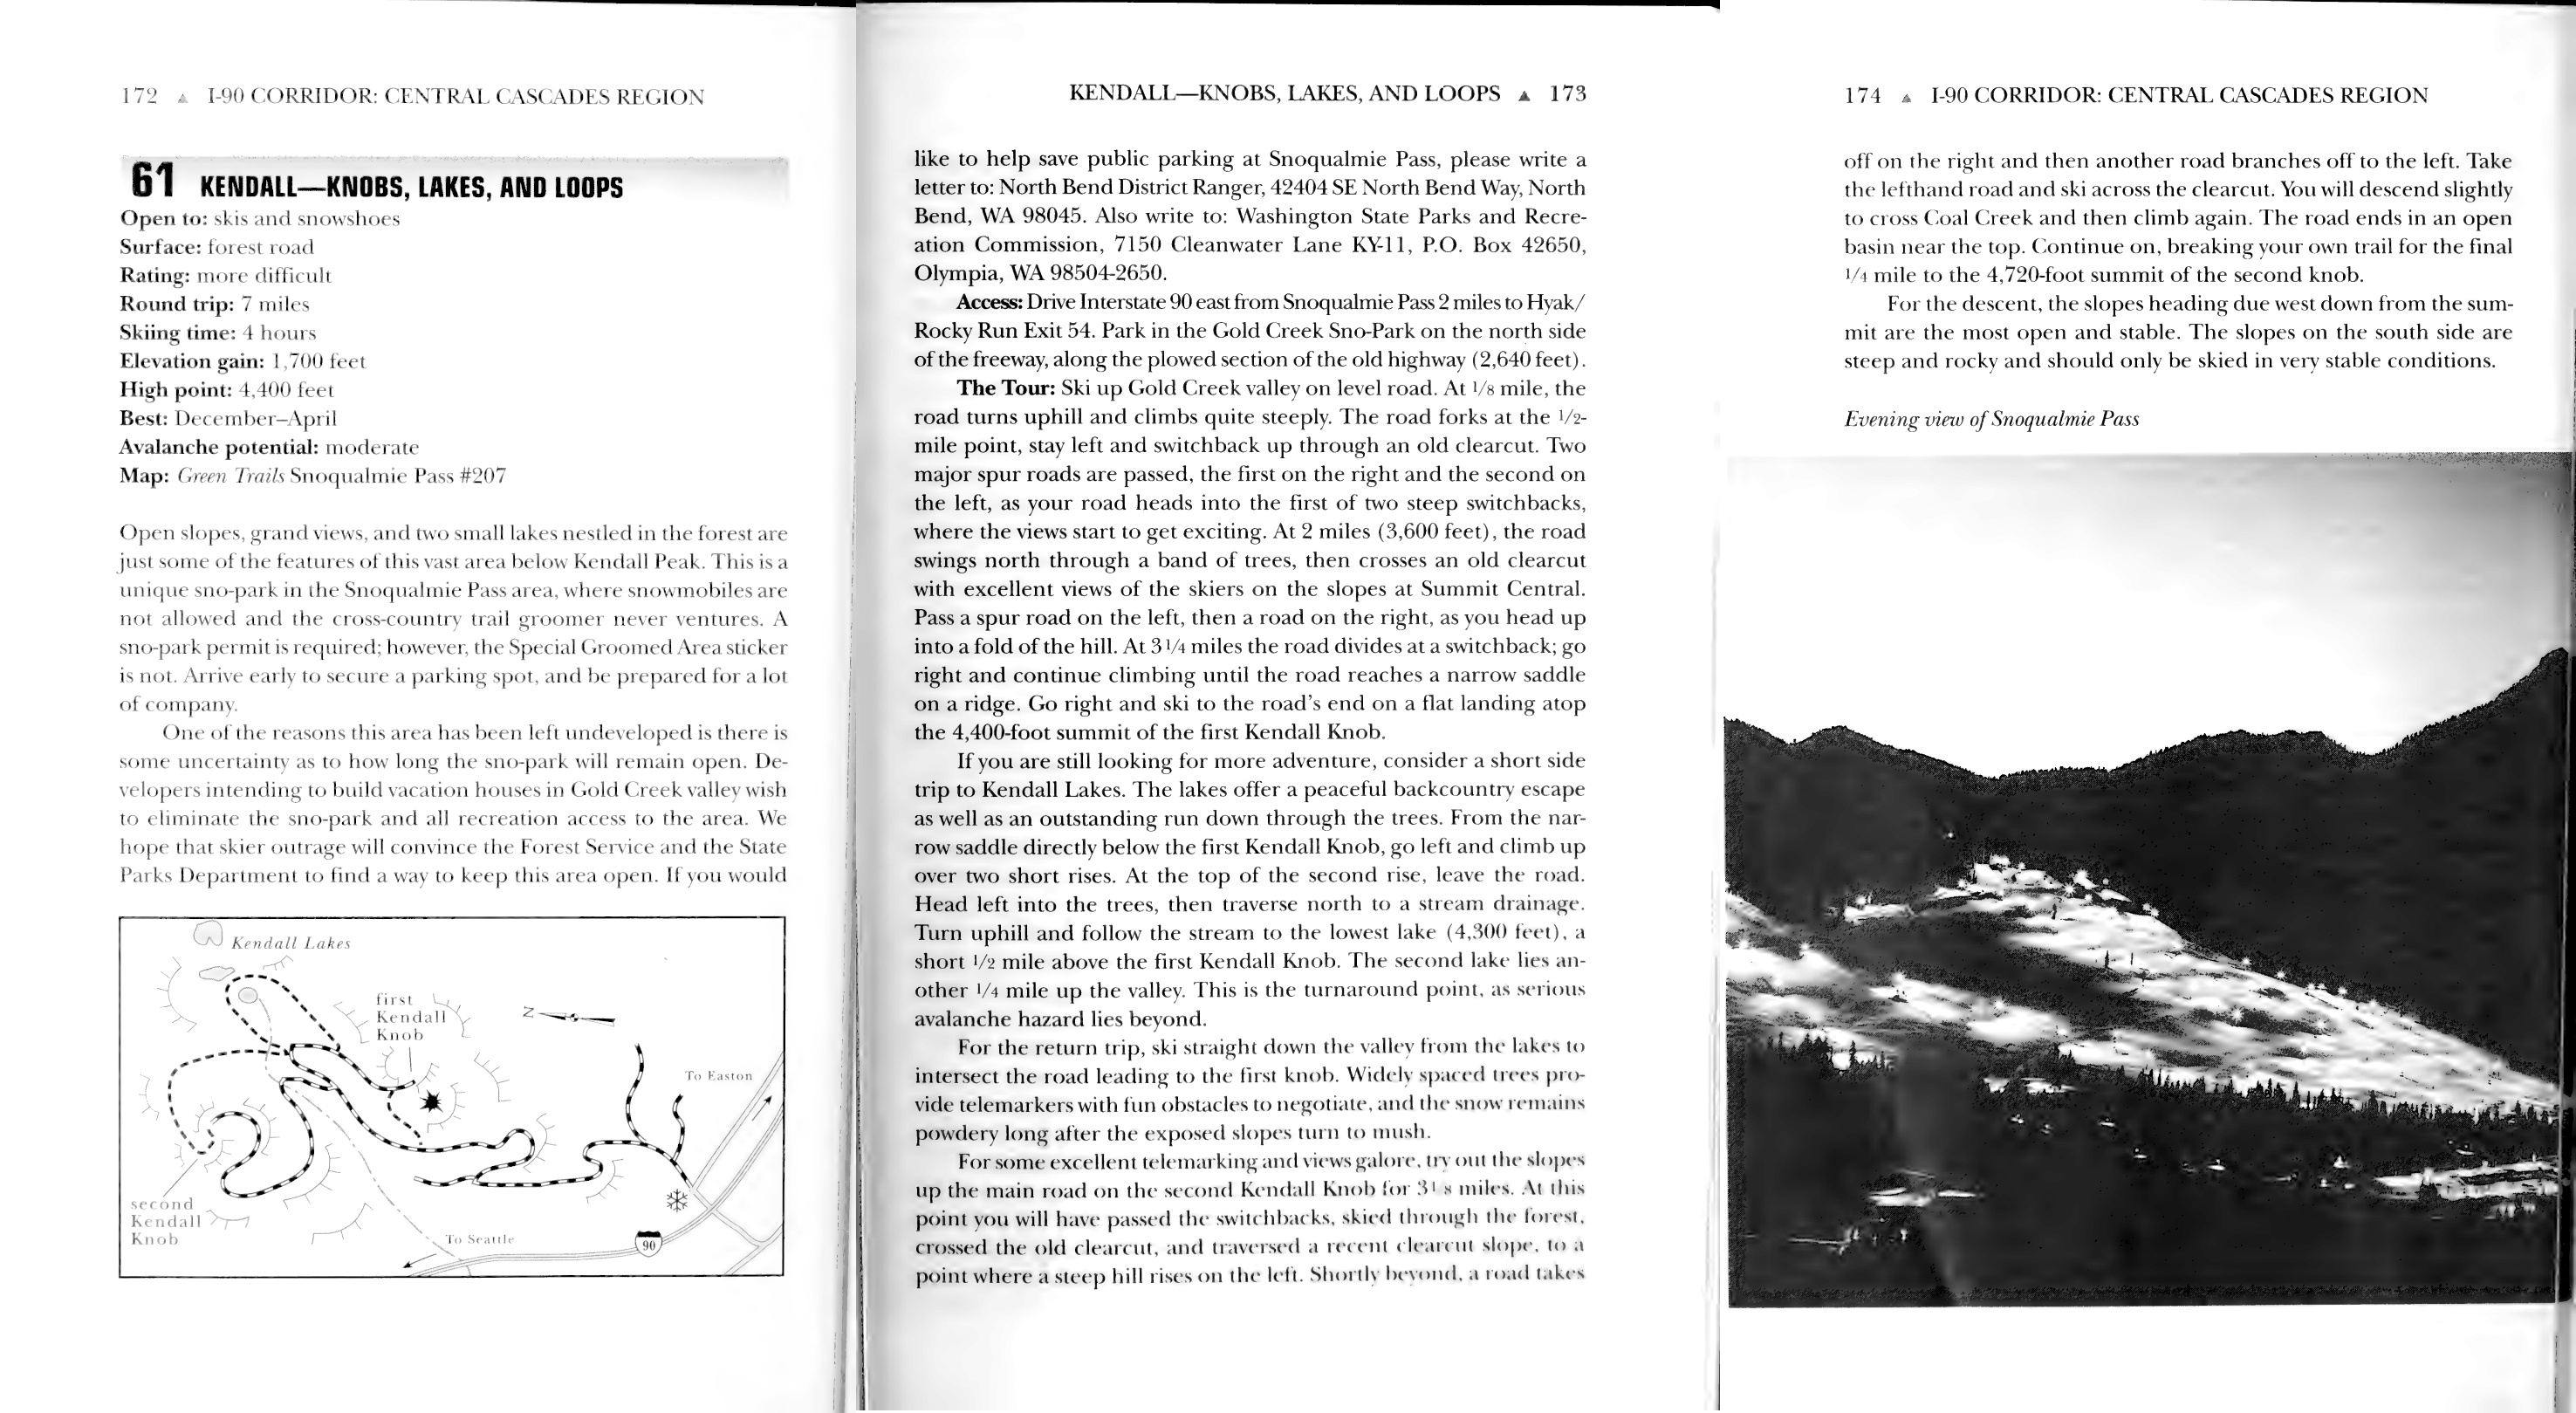 172 ▲ I-90 CORRIDOR: CENTRAL CASCADES REGION
61 KENDALL—KNOBS, LAKES, AND LOOPS
Open to: skis and snowshoes
Surface: forest road
Rating: more difficult
Round trip: 7 miles
Skiing time: 4 hours
Elevation gain: 1,700 feet
High point: 4,400 feet
Best: December–April
Avalanche potential: moderate
Map: Green Trails Snoqualmie Pass #207
Open slopes, grand views, and two small lakes nestled in the forest are
just some of the features of this vast area below Kendall Peak. This is a
unique sno-park in the Snoqualmie Pass area, where snowmobiles are
not allowed and the cross-country trail groomer never ventures. A
sno-park permit is required; however, the Special Groomed Area sticker
is not. Arrive early to secure a parking spot, and be prepared for a lot
of company.
One of the reasons this area has been left undeveloped is there is
some uncertainty as to how long the sno-park will remain open. De-
velopers intending to build vacation houses in Gold Creek valley wish
to eliminate the sno-park and all recreation access to the area. We
hope that skier outrage will convince the Forest Service and the State
Parks Department to find a way to keep this area open. If you would
Kendall Lakes
first
Kendall
Knob
N
To Easton
second
Kendall
Knob
To Seattle
90
KENDALL—KNOBS, LAKES, AND LOOPS ▲ 173
like to help save public parking at Snoqualmie Pass, please write a
letter to: North Bend District Ranger, 42404 SE North Bend Way, North
Bend, WA 98045. Also write to: Washington State Parks and Recre-
ation Commission, 7150 Cleanwater Lane KY-11, P.O. Box 42650,
Olympia, WA 98504-2650.
Access: Drive Interstate 90 east from Snoqualmie Pass 2 miles to Hyak/
Rocky Run Exit 54. Park in the Gold Creek Sno-Park on the north side
of the freeway, along the plowed section of the old highway (2,640 feet).
The Tour: Ski up Gold Creek valley on level road. At 1/8 mile, the
road turns uphill and climbs quite steeply. The road forks at the 1/2-
mile point, stay left and switchback up through an old clearcut. Two
major spur roads are passed, the first on the right and the second on
the left, as your road heads into the first of two steep switchbacks,
where the views start to get exciting. At 2 miles (3,600 feet), the road
swings north through a band of trees, then crosses an old clearcut
with excellent views of the skiers on the slopes at Summit Central.
Pass a spur road on the left, then a road on the right, as you head up
into a fold of the hill. At 3 1/4 miles the road divides at a switchback; go
right and continue climbing until the road reaches a narrow saddle
on a ridge. Go right and ski to the road's end on a flat landing atop
the 4,400-foot summit of the first Kendall Knob.
If you are still looking for more adventure, consider a short side
trip to Kendall Lakes. The lakes offer a peaceful backcountry escape
as well as an outstanding run down through the trees. From the nar-
row saddle directly below the first Kendall Knob, go left and climb up
over two short rises. At the top of the second rise, leave the road.
Head left into the trees, then traverse north to a stream drainage.
Turn uphill and follow the stream to the lowest lake (4,300 feet), a
short 1/2 mile above the first Kendall Knob. The second lake lies an-
other 1/4 mile up the valley. This is the turnaround point, as serious
avalanche hazard lies beyond.
For the return trip, ski straight down the valley from the lakes to
intersect the road leading to the first knob. Widely spaced trees pro-
vide telemarkers with fun obstacles to negotiate, and the snow remains
powdery long after the exposed slopes turn to mush.
For some excellent telemarking and views galore, try out the slopes
up the main road on the second Kendall Knob for 3 1/8 miles. At this
point you will have passed the switchbacks, skied through the forest,
crossed the old clearcut, and traversed a recent clearcut slope, to a
point where a steep hill rises on the left. Shortly beyond, a road takes
174 ▲ I-90 CORRIDOR: CENTRAL CASCADES REGION
off on the right and then another road branches off to the left. Take
the lefthand road and ski across the clearcut. You will descend slightly
to cross Coal Creek and then climb again. The road ends in an open
basin near the top. Continue on, breaking your own trail for the final
1/4 mile to the 4,720-foot summit of the second knob.
For the descent, the slopes heading due west down from the sum-
mit are the most open and stable. The slopes on the south side are
steep and rocky and should only be skied in very stable conditions.
Evening view of Snoqualmie Pass